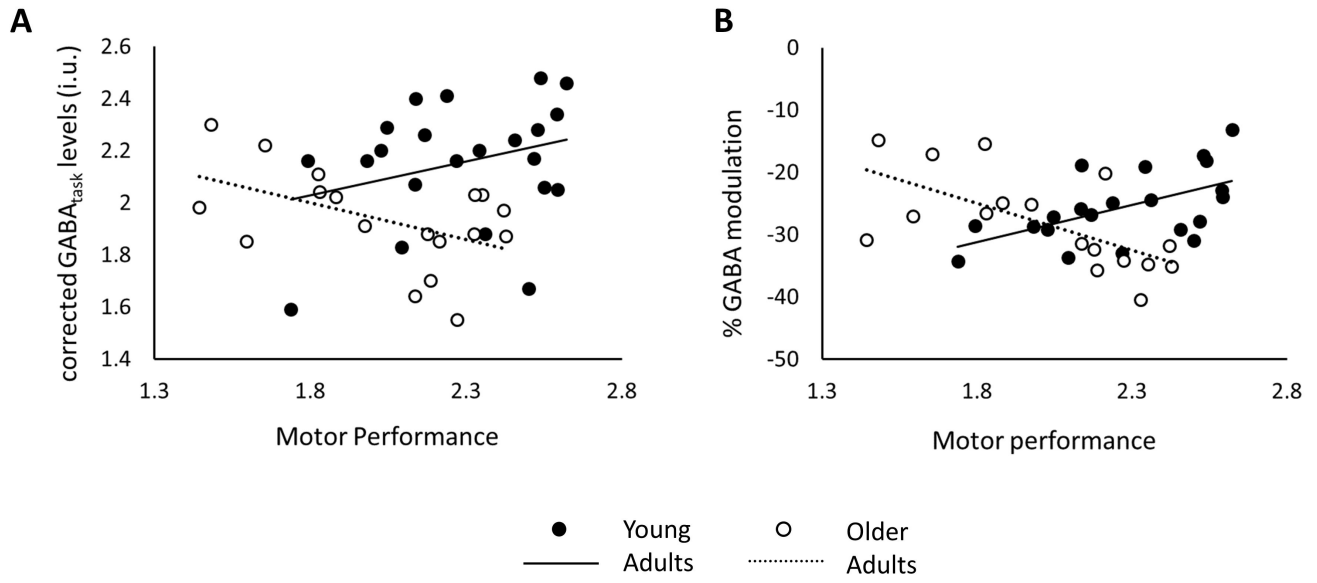 A
B
corrected GABAtask levels (i.u.)
2.6
2.4
2.2
2
1.8
1.6
1.4
1.3
1.8
2.3
2.8
Motor Performance
% GABA modulation
0
-10
-20
-30
-40
-50
1.3
1.8
2.3
2.8
Motor performance
Young
Adults
Older
Adults